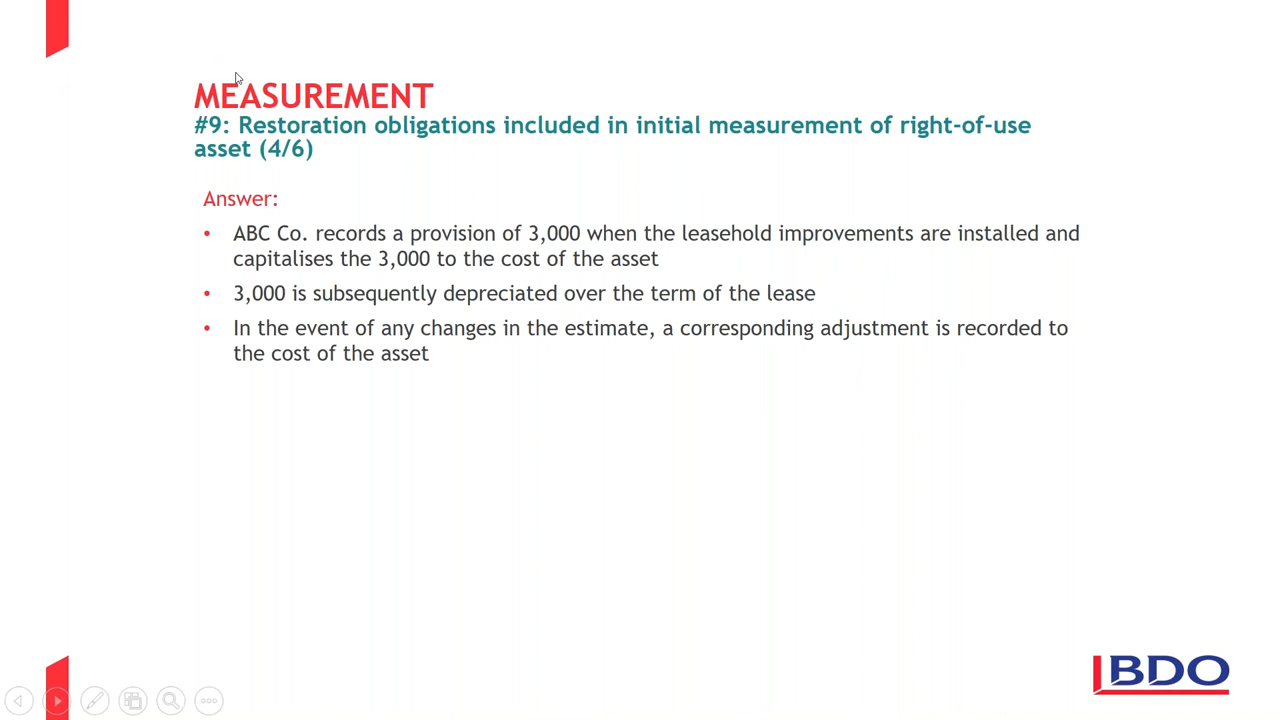 MEASUREMENT
#9: Restoration obligations included in initial measurement of right-of-use
asset (4/6)
Answer:
• ABC Co. records a provision of 3,000 when the leasehold improvements are installed and
capitalises the 3,000 to the cost of the asset
• 3,000 is subsequently depreciated over the term of the lease
• In the event of any changes in the estimate, a corresponding adjustment is recorded to
the cost of the asset
BDO